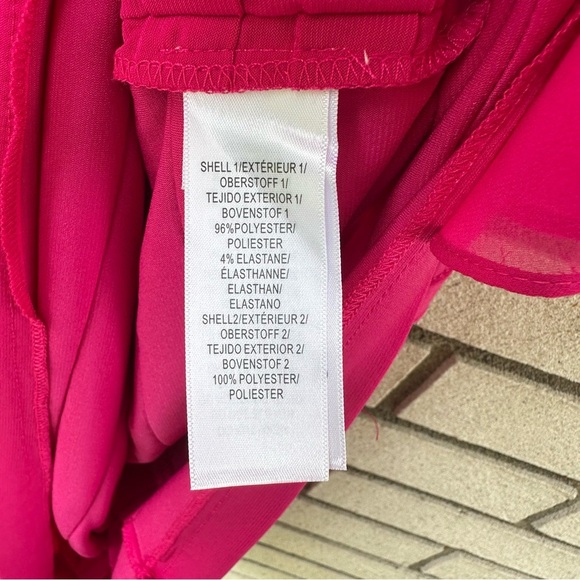 SHELL 1/EXTÉRIEUR 1/
OBERSTOFF 1/
TEJIDO EXTERIOR 1/
BOVENSTOF 1
96%POLYESTER/
POLIESTER
4% ELASTANE/
ÉLASTHANNE/
ELASTHAN/
ELASTANO
SHELL2/EXTÉRIEUR 2/
OBERSTOFF 2/
TEJIDO EXTERIOR 2/
BOVENSTOF 2
100% POLYESTER/
POLIESTER